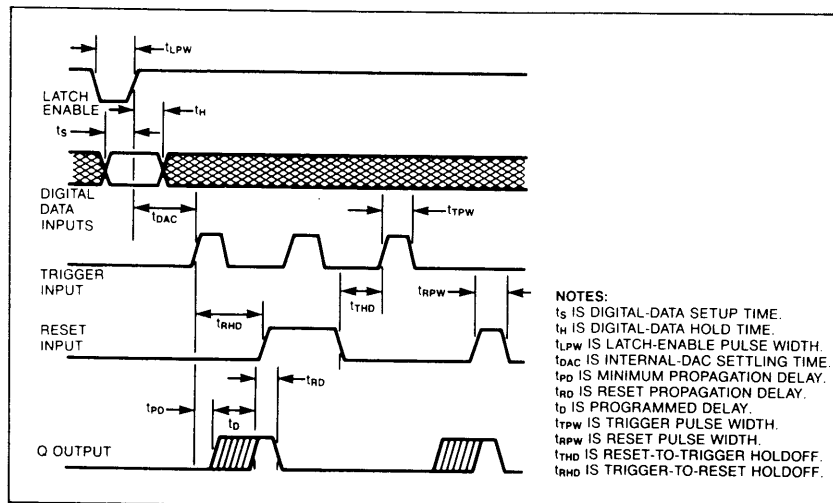 tLPW
LATCH
ENABLE
tH
tS
DIGITAL
DATA
INPUTS
tDAC
tTPW
TRIGGER
INPUT
tTHD
tRPW
tRHD
RESET
INPUT
tRD
tPD
tD
Q OUTPUT
NOTES:
tS IS DIGITAL-DATA SETUP TIME.
tH IS DIGITAL-DATA HOLD TIME.
tLPW IS LATCH-ENABLE PULSE WIDTH.
tDAC IS INTERNAL-DAC SETTLING TIME.
tPD IS MINIMUM PROPAGATION DELAY.
tRD IS RESET PROPAGATION DELAY.
tD IS PROGRAMMED DELAY.
tTPW IS TRIGGER PULSE WIDTH.
tRPW IS RESET PULSE WIDTH.
tTHD IS RESET-TO-TRIGGER HOLDOFF.
tRHD IS TRIGGER-TO-RESET HOLDOFF.